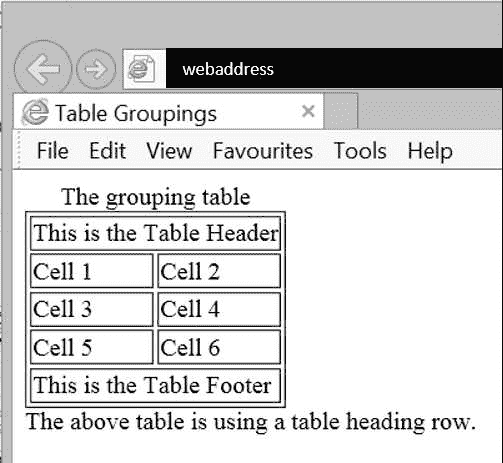 webaddress
Table Groupings
File Edit View Favourites Tools Help
The grouping table
This is the Table Header
Cell 1 Cell 2
Cell 3 Cell 4
Cell 5 Cell 6
This is the Table Footer
The above table is using a table heading row.